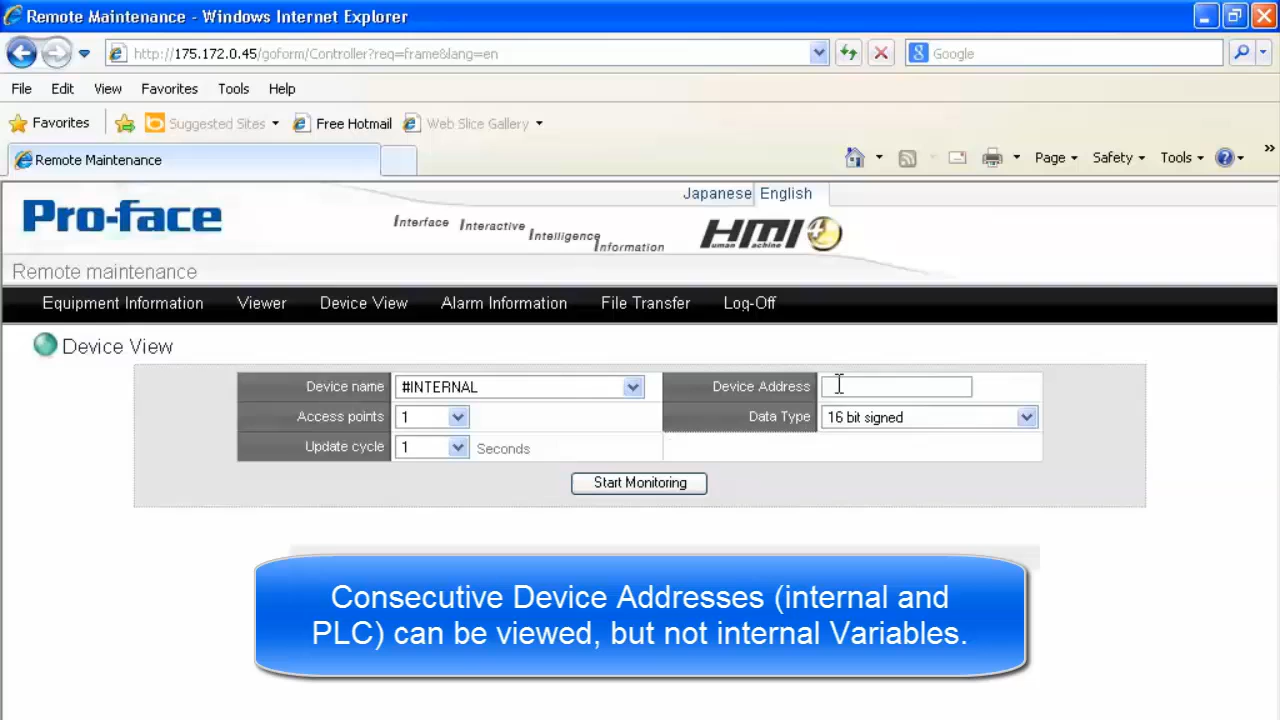 Remote Maintenance - Windows Internet Explorer
http://175.172.0.45/goform/Controller?req=frame&lang=en
Google
File Edit View Favorites Tools Help
Favorites Suggested Sites Free Hotmail Web Slice Gallery
Remote Maintenance
Page Safety Tools
Japanese English
Pro-face
Interface Interactive Intelligence Information
HMI
Human Machine
4
Remote maintenance
Equipment Information Viewer Device View Alarm Information File Transfer Log-Off
Device View
Device name #INTERNAL Device Address
Access points 1 Data Type 16 bit signed
Update cycle 1 Seconds
Start Monitoring
Consecutive Device Addresses (internal and
PLC) can be viewed, but not internal Variables.